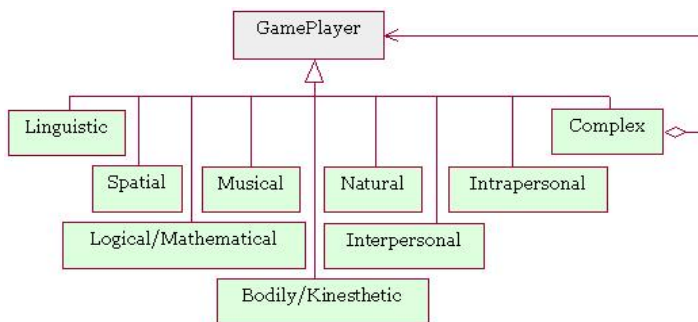 GamePlayer
Linguistic
Complex
Spatial
Musical
Natural
Intrapersonal
Logical/Mathematical
Interpersonal
Bodily/Kinesthetic